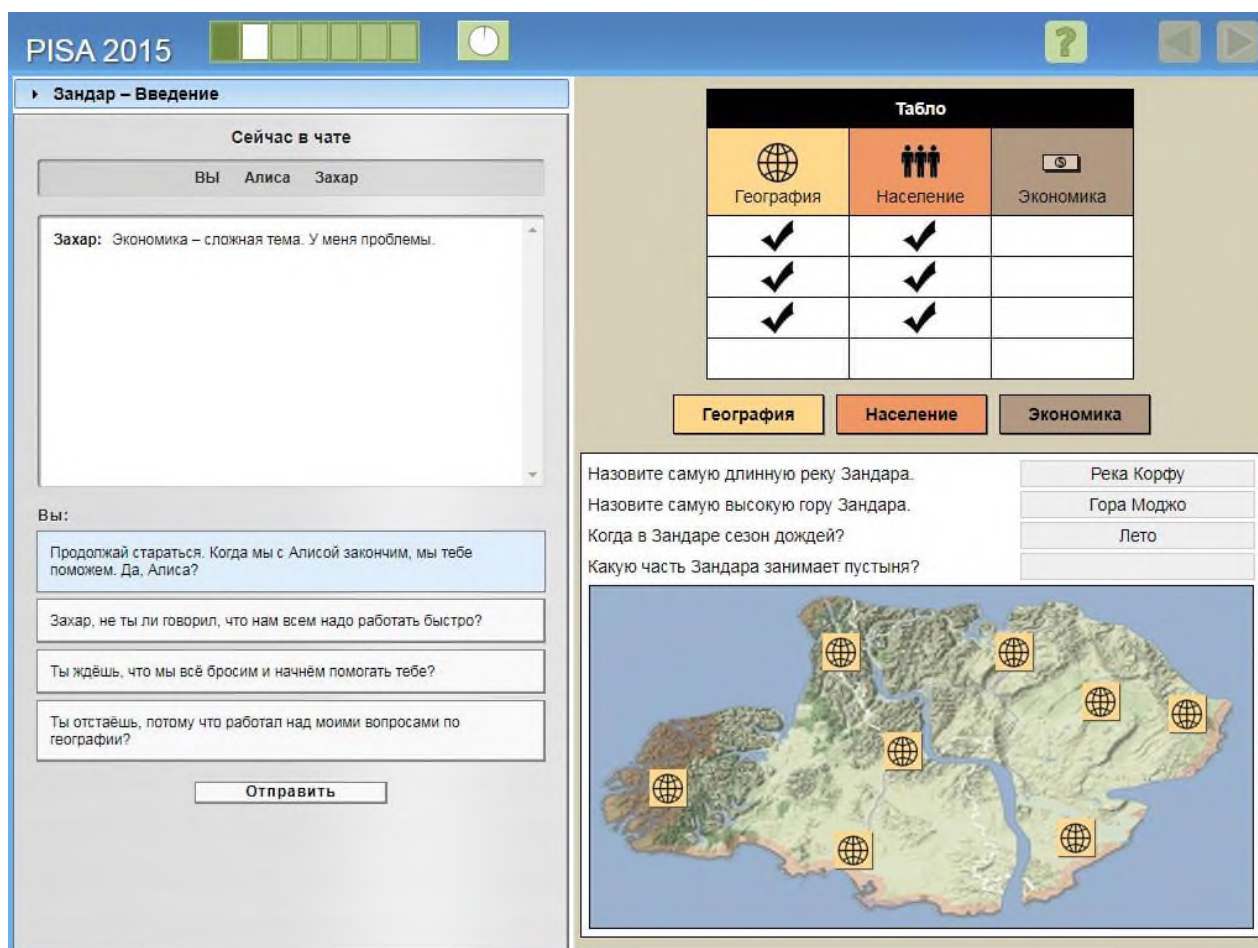 PISA 2015
?
Зандар – Введение
Сейчас в чате
ВЫ Алиса Захар
Захар: Экономика – сложная тема. У меня проблемы.
Вы:
Продолжай стараться. Когда мы с Алисой закончим, мы тебе
поможем. Да, Алиса?
Захар, не ты ли говорил, что нам всем надо работать быстро?
Ты ждёшь, что мы всё бросим и начнём помогать тебе?
Ты отстаёшь, потому что работал над моими вопросами по
географии?
Отправить
Табло
География Население Экономика
География Население Экономика
Назовите самую длинную реку Зандара. Река Корфу
Назовите самую высокую гору Зандара. Гора Моджо
Когда в Зандаре сезон дождей? Лето
Какую часть Зандара занимает пустыня?